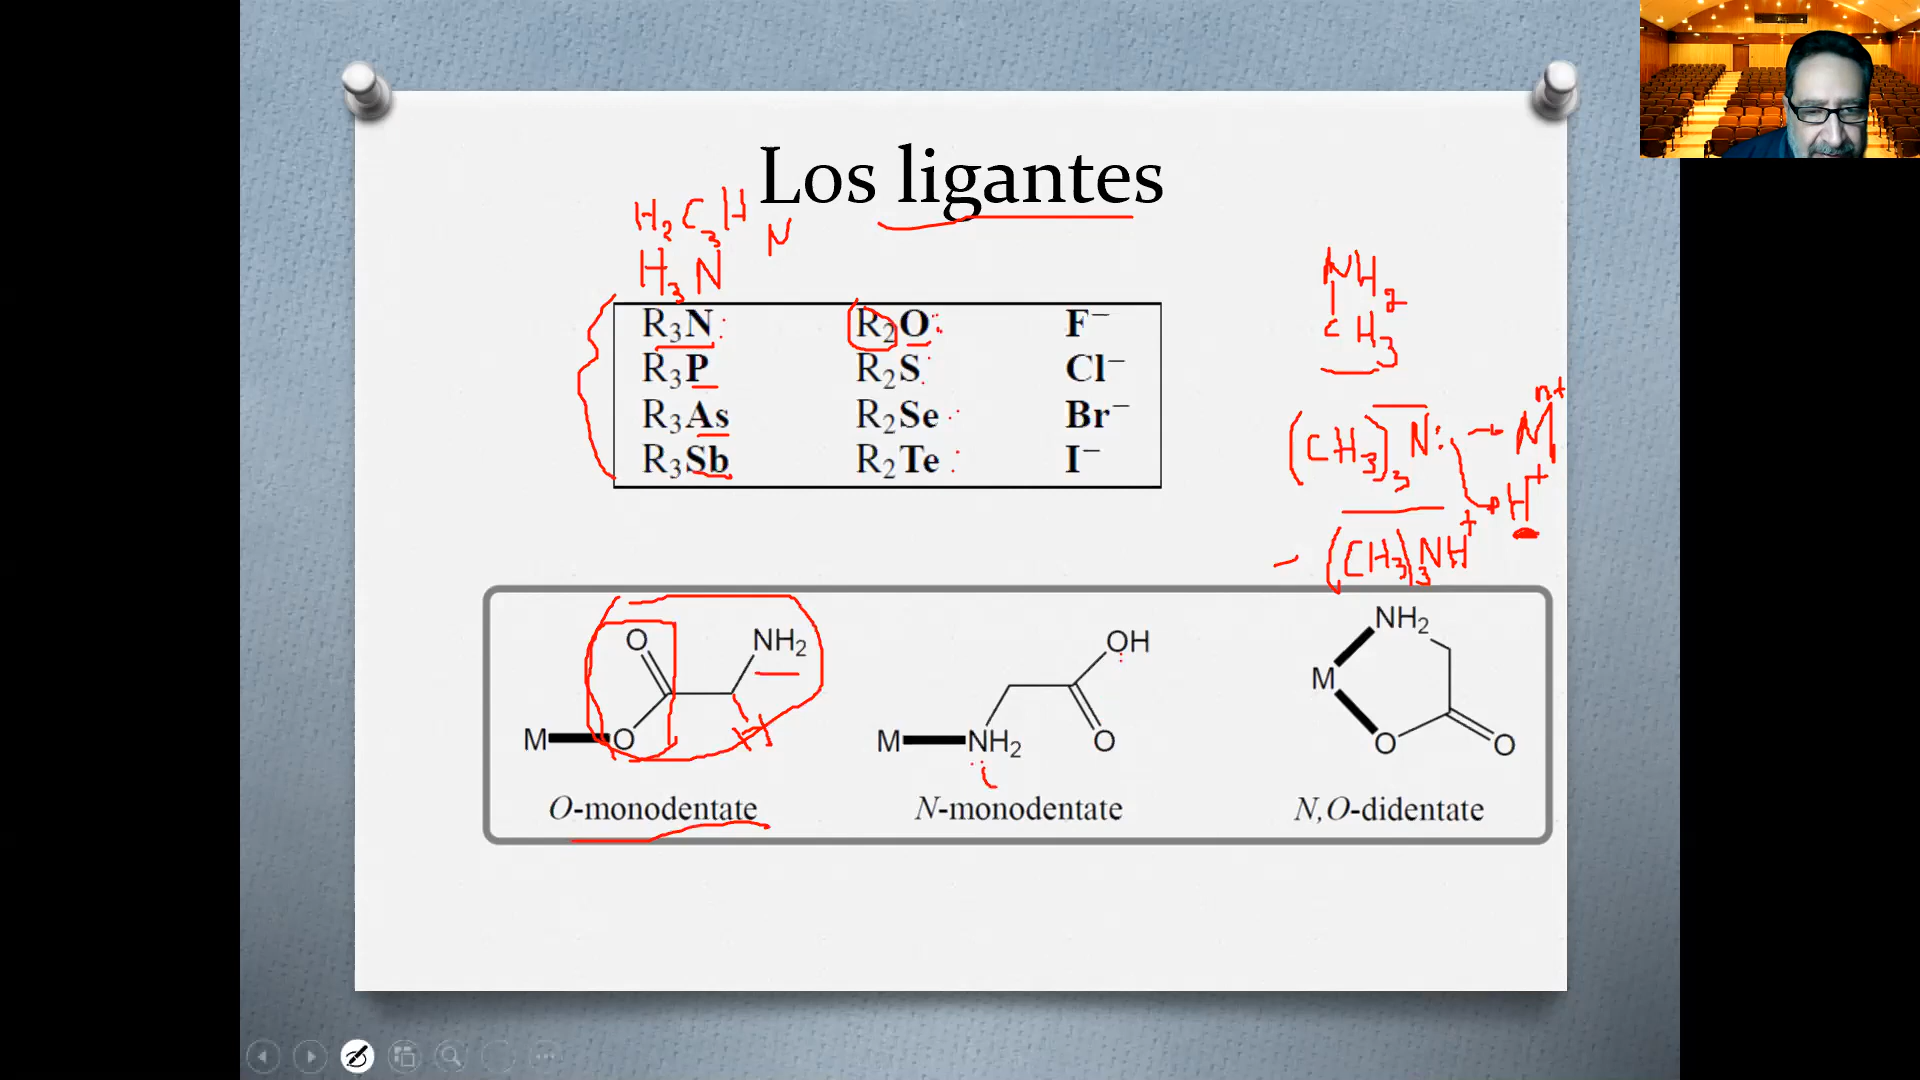 Los ligantes
H₂C₃H N
H₃N
R₃N: R₂O: F⁻
R₃P R₂S: Cl⁻
R₃As R₂Se: Br⁻
R₃Sb R₂Te: I⁻
NH₂
CH₃
(CH₃)₃N: → Mⁿ⁺
H⁺
(CH₃)₃NH⁺
O NH₂
M O H
O-monodentate
OH
M NH₂ O
N-monodentate
NH₂
M
O O
N,O-didentate